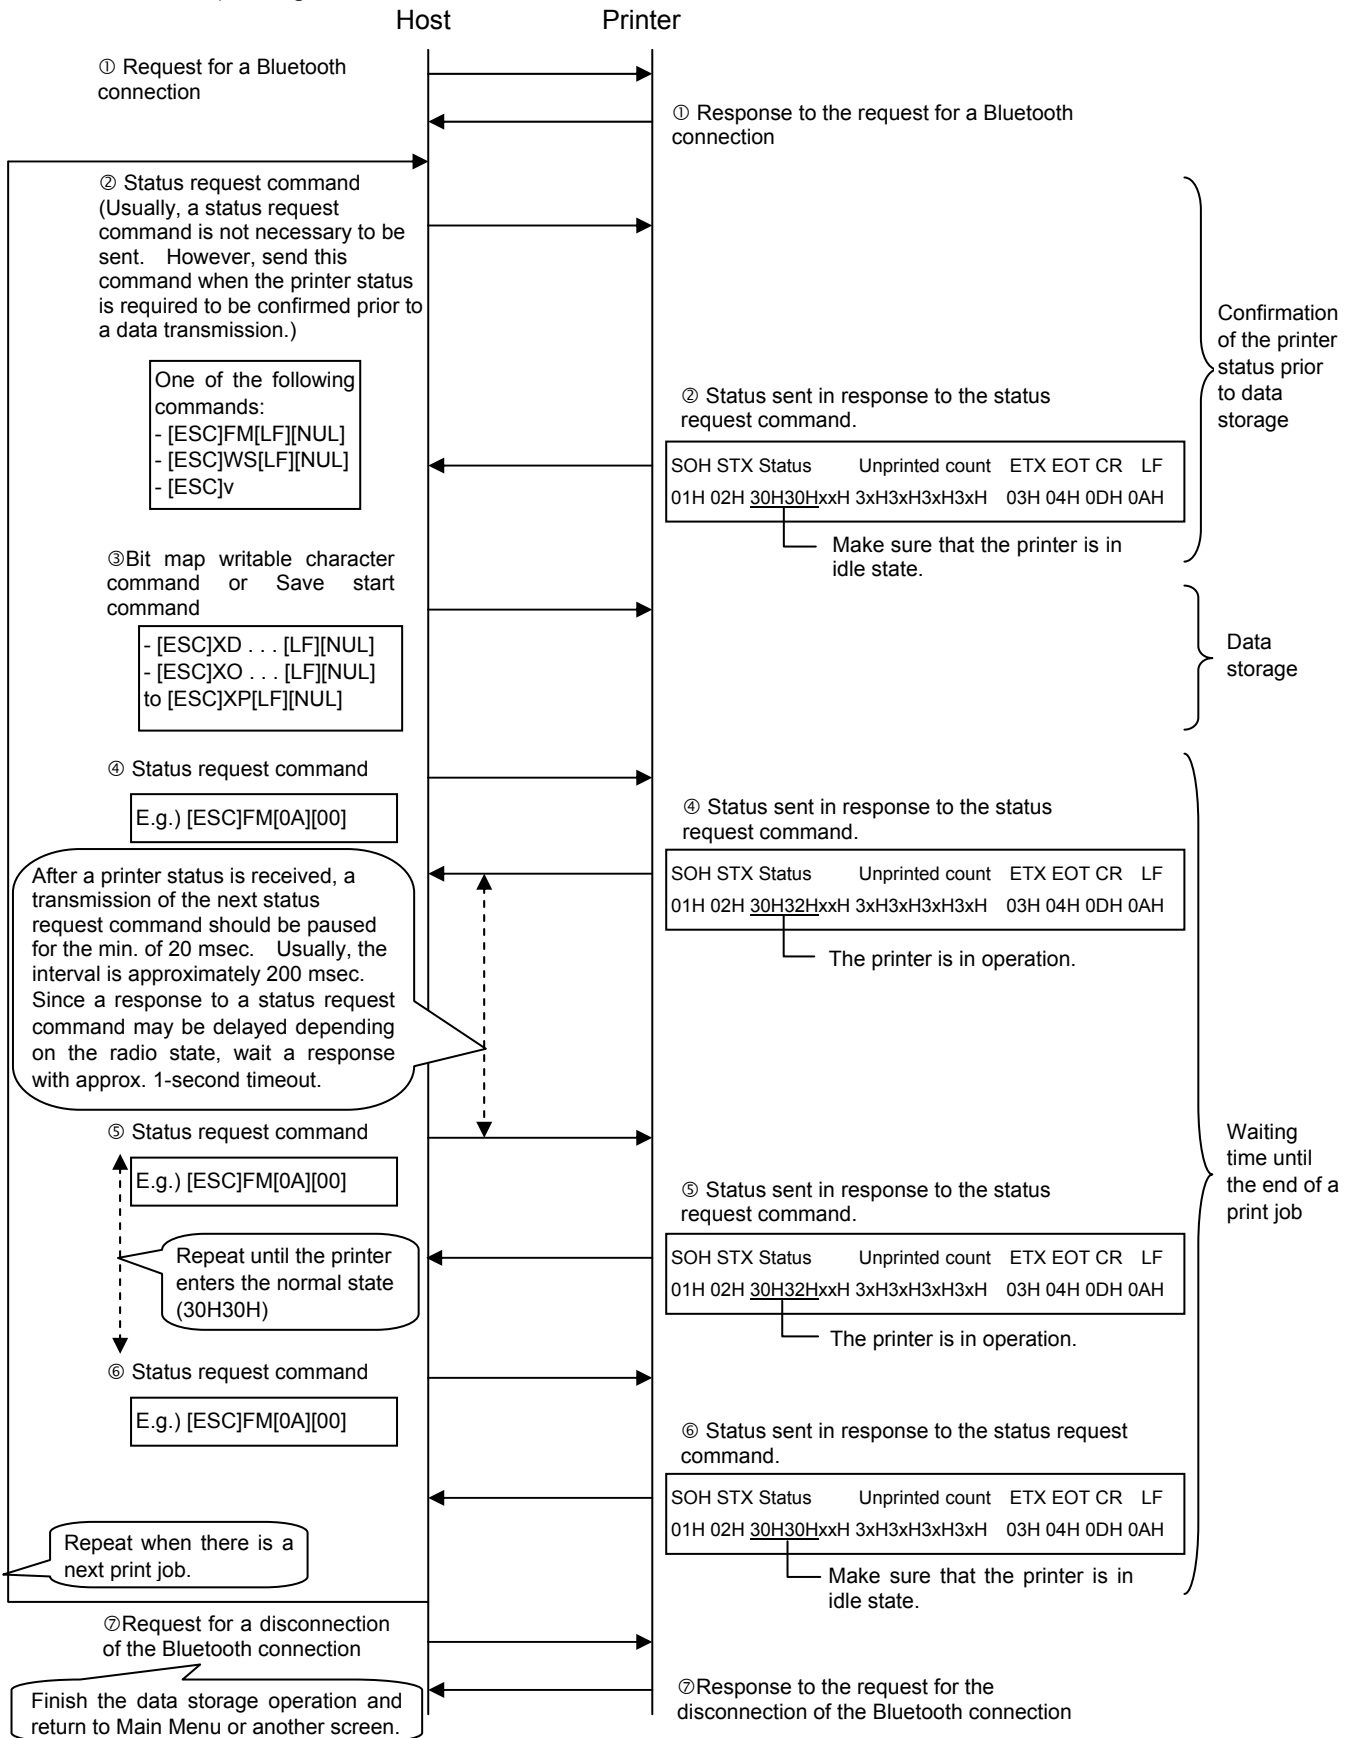 Host
Printer
① Request for a Bluetooth
connection
① Response to the request for a Bluetooth
connection
② Status request command
(Usually, a status request
command is not necessary to be
sent. However, send this
command when the printer status
is required to be confirmed prior to
a data transmission.)
One of the following
commands:
- [ESC]FM[LF][NUL]
- [ESC]WS[LF][NUL]
- [ESC]v
② Status sent in response to the status
request command.
SOH STX Status Unprinted count ETX EOT CR LF
01H 02H 30H30HxxH 3xH3xH3xH3xH 03H 04H 0DH 0AH
Make sure that the printer is in
idle state.
Confirmation
of the printer
status prior
to data
storage
③Bit map writable character
command or Save start
command
- [ESC]XD . . . [LF][NUL]
- [ESC]XO . . . [LF][NUL]
to [ESC]XP[LF][NUL]
Data
storage
④ Status request command
E.g.) [ESC]FM[0A][00]
④ Status sent in response to the status
request command.
SOH STX Status Unprinted count ETX EOT CR LF
01H 02H 30H32HxxH 3xH3xH3xH3xH 03H 04H 0DH 0AH
The printer is in operation.
After a printer status is received, a
transmission of the next status
request command should be paused
for the min. of 20 msec. Usually, the
interval is approximately 200 msec.
Since a response to a status request
command may be delayed depending
on the radio state, wait a response
with approx. 1-second timeout.
⑤ Status request command
E.g.) [ESC]FM[0A][00]
⑤ Status sent in response to the status
request command.
SOH STX Status Unprinted count ETX EOT CR LF
01H 02H 30H32HxxH 3xH3xH3xH3xH 03H 04H 0DH 0AH
The printer is in operation.
Repeat until the printer
enters the normal state
(30H30H)
Waiting
time until
the end of a
print job
⑥ Status request command
E.g.) [ESC]FM[0A][00]
⑥ Status sent in response to the status request
command.
SOH STX Status Unprinted count ETX EOT CR LF
01H 02H 30H30HxxH 3xH3xH3xH3xH 03H 04H 0DH 0AH
Make sure that the printer is in
idle state.
Repeat when there is a
next print job.
⑦Request for a disconnection
of the Bluetooth connection
⑦Response to the request for the
disconnection of the Bluetooth connection
Finish the data storage operation and
return to Main Menu or another screen.